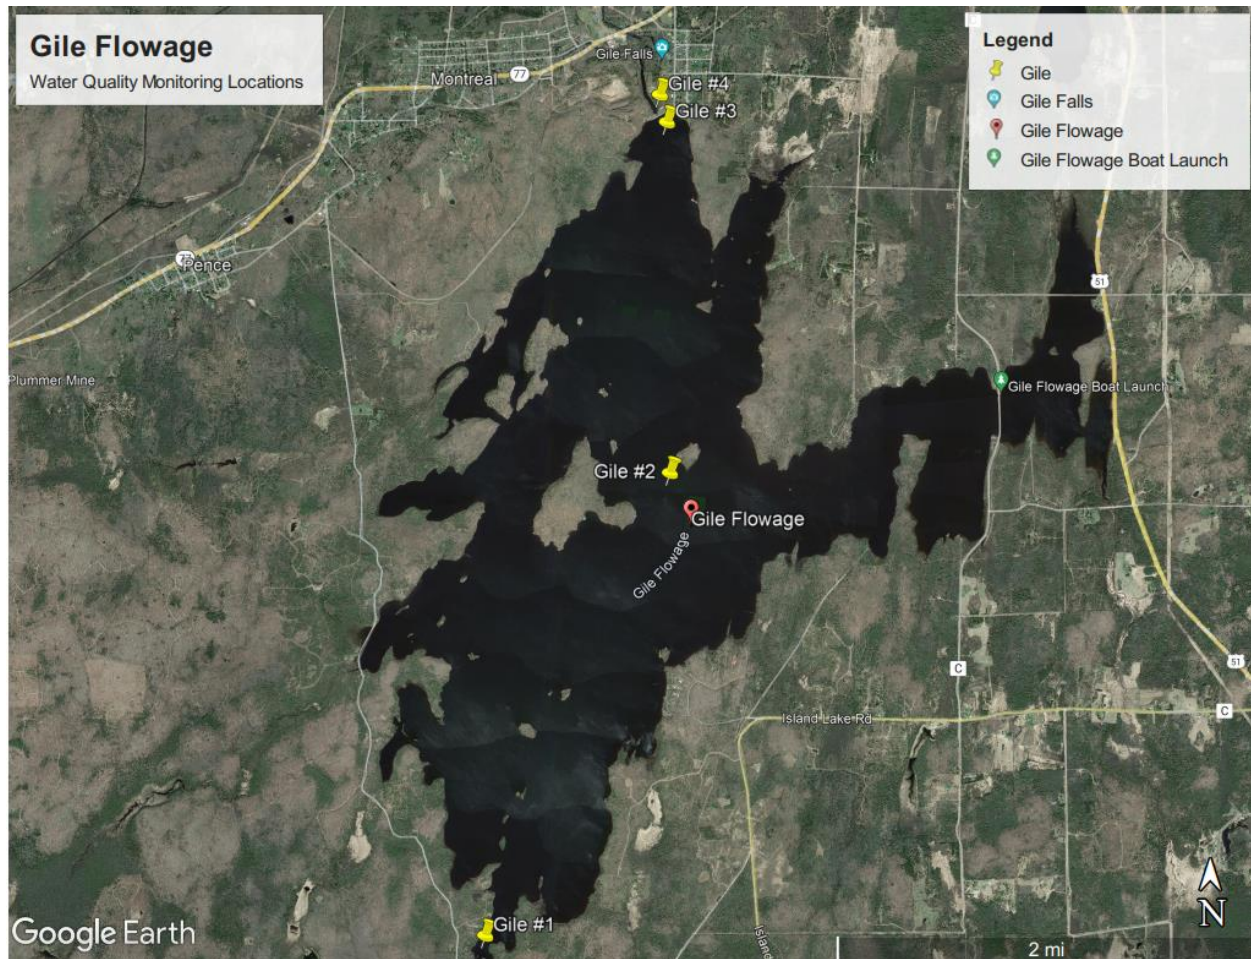 Gile Flowage
Water Quality Monitoring Locations
Legend
Gile
Gile Falls
Gile Flowage
Gile Flowage Boat Launch
Gile Falls
Montreal
77
Gile #4
Gile #3
77
Pence
51
Plummer Mine
Gile Flowage Boat Launch
Gile #2
Gile Flowage
Gile Flowage
C
51
Island Lake Rd
C
Gile #1
Island
Google Earth
N
2 mi